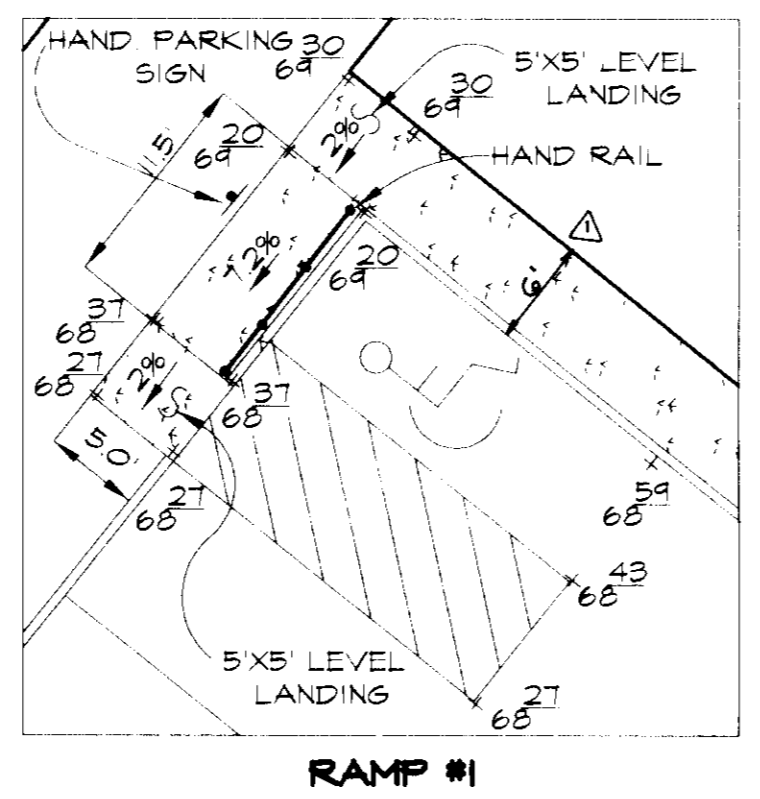 HAND. PARKING
SIGN
69 30
5'X5' LEVEL
LANDING
69 30
2%
S
11.5'
69 20
HAND RAIL
1
7.2%
69 20
6'
68 37
68 27
2%
S
68 37
5.0'
68 27
68 59
68 43
5'X5' LEVEL
LANDING
68 27
RAMP #1